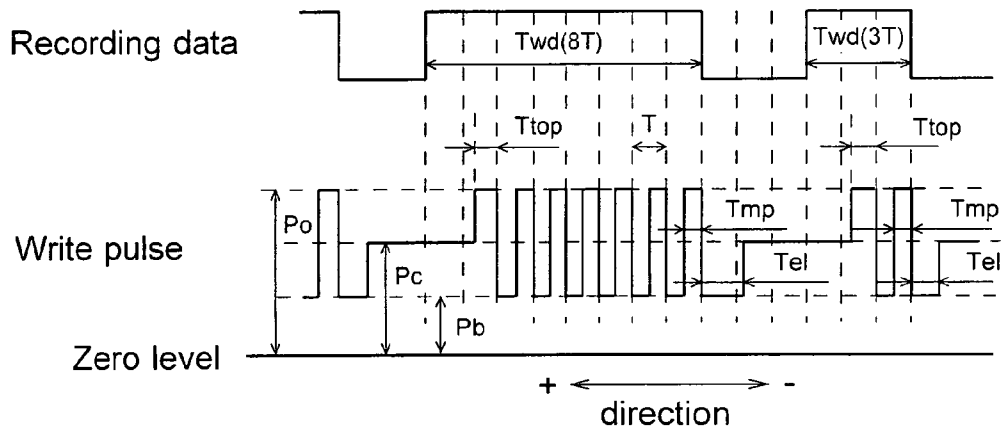 Recording data
Twd(8T)
Twd(3T)
Ttop
T
Ttop
Po
Tmp
Tmp
Write pulse
Pc
Tel
Tel
Pb
Zero level
+ -
direction